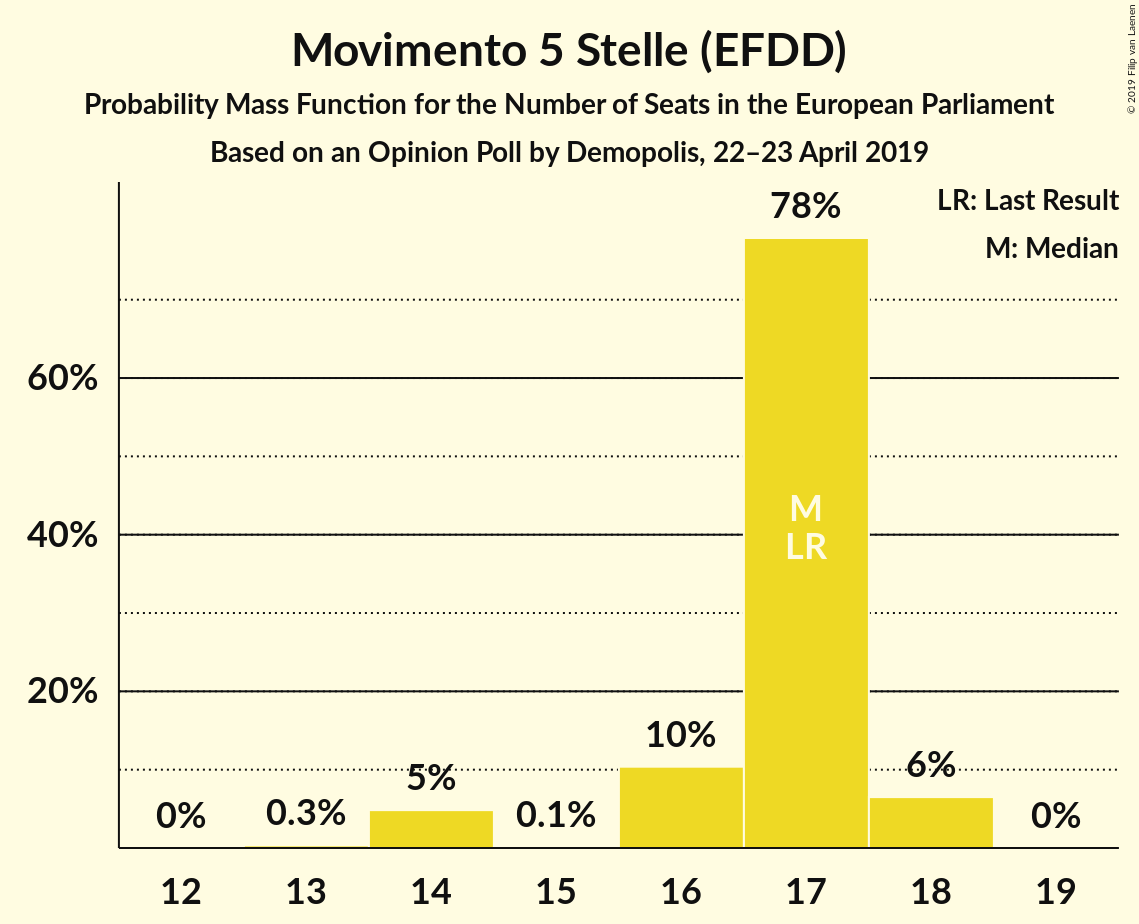 Movimento 5 Stelle (EFDD)
Probability Mass Function for the Number of Seats in the European Parliament
Based on an Opinion Poll by Demopolis, 22–23 April 2019
© 2019 Filip van Laenen
LR: Last Result
M: Median
78%
60%
40%
20%
M
LR
0%
0.3%
5%
0.1%
10%
6%
0%
12 13 14 15 16 17 18 19